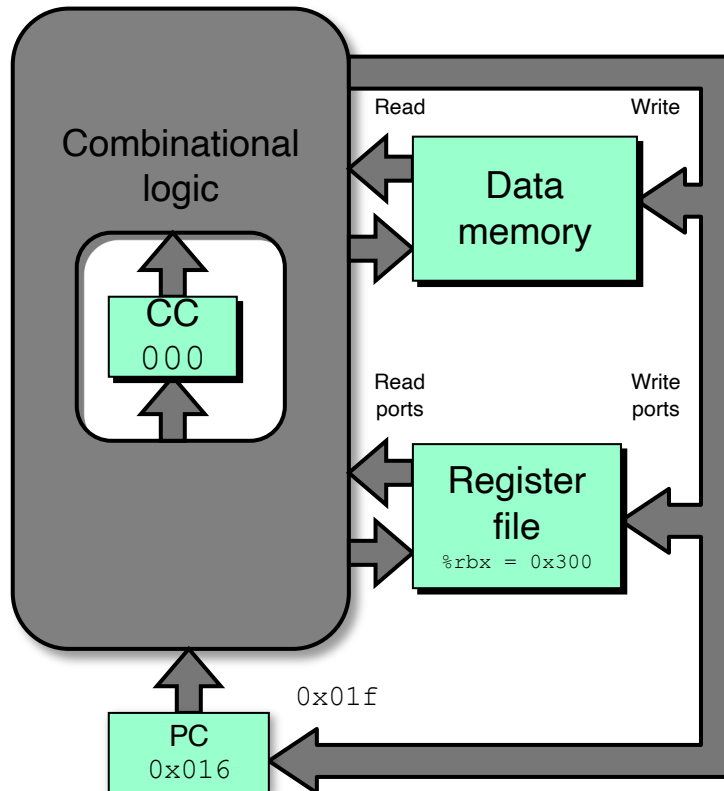 Read
Write
Combinational
logic
Data
memory
CC
000
Read
ports
Write
ports
Register
file
%rbx = 0x300
0x01f
PC
0x016